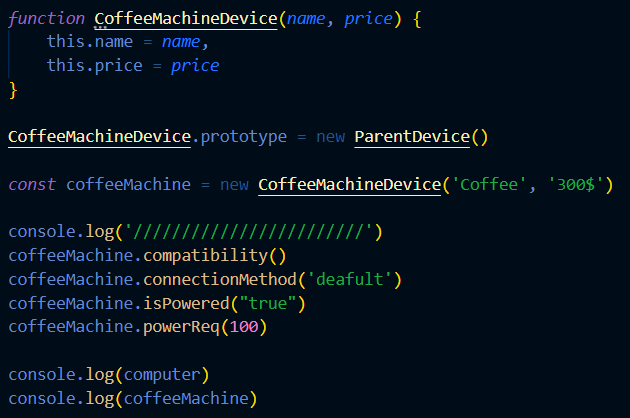 function CoffeeMachineDevice(name, price) {
    this.name = name,
    this.price = price
}

CoffeeMachineDevice.prototype = new ParentDevice()

const coffeeMachine = new CoffeeMachineDevice('Coffee', '300$')

console.log('////////////////////////')
coffeeMachine.compatibility()
coffeeMachine.connectionMethod('deafult')
coffeeMachine.isPowered("true")
coffeeMachine.powerReq(100)

console.log(computer)
console.log(coffeeMachine)